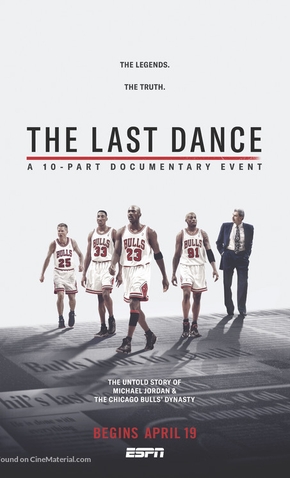 THE LEGENDS.
THE TRUTH.
THE LAST DANCE
A 10-PART DOCUMENTARY EVENT
BULLS
25
BULLS
33
BULLS
23
BULLS
91
THE UNTOLD STORY OF
MICHAEL JORDAN &
THE CHICAGO BULLS' DYNASTY
BEGINS APRIL 19
ESPN
ound on CineMaterial.com